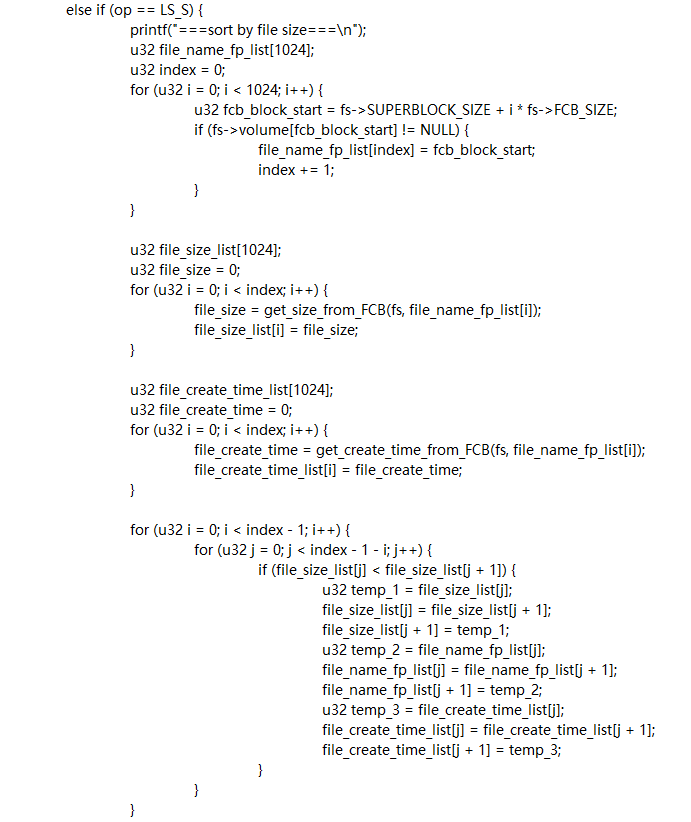 else if (op == LS_S) {
printf("===sort by file size===\n");
u32 file_name_fp_list[1024];
u32 index = 0;
for (u32 i = 0; i < 1024; i++) {
u32 fcb_block_start = fs->SUPERBLOCK_SIZE + i * fs->FCB_SIZE;
if (fs->volume[fcb_block_start] != NULL) {
file_name_fp_list[index] = fcb_block_start;
index += 1;
}
}
u32 file_size_list[1024];
u32 file_size = 0;
for (u32 i = 0; i < index; i++) {
file_size = get_size_from_FCB(fs, file_name_fp_list[i]);
file_size_list[i] = file_size;
}
u32 file_create_time_list[1024];
u32 file_create_time = 0;
for (u32 i = 0; i < index; i++) {
file_create_time = get_create_time_from_FCB(fs, file_name_fp_list[i]);
file_create_time_list[i] = file_create_time;
}
for (u32 i = 0; i < index - 1; i++) {
for (u32 j = 0; j < index - 1 - i; j++) {
if (file_size_list[j] < file_size_list[j + 1]) {
u32 temp_1 = file_size_list[j];
file_size_list[j] = file_size_list[j + 1];
file_size_list[j + 1] = temp_1;
u32 temp_2 = file_name_fp_list[j];
file_name_fp_list[j] = file_name_fp_list[j + 1];
file_name_fp_list[j + 1] = temp_2;
u32 temp_3 = file_create_time_list[j];
file_create_time_list[j] = file_create_time_list[j + 1];
file_create_time_list[j + 1] = temp_3;
}
}
}